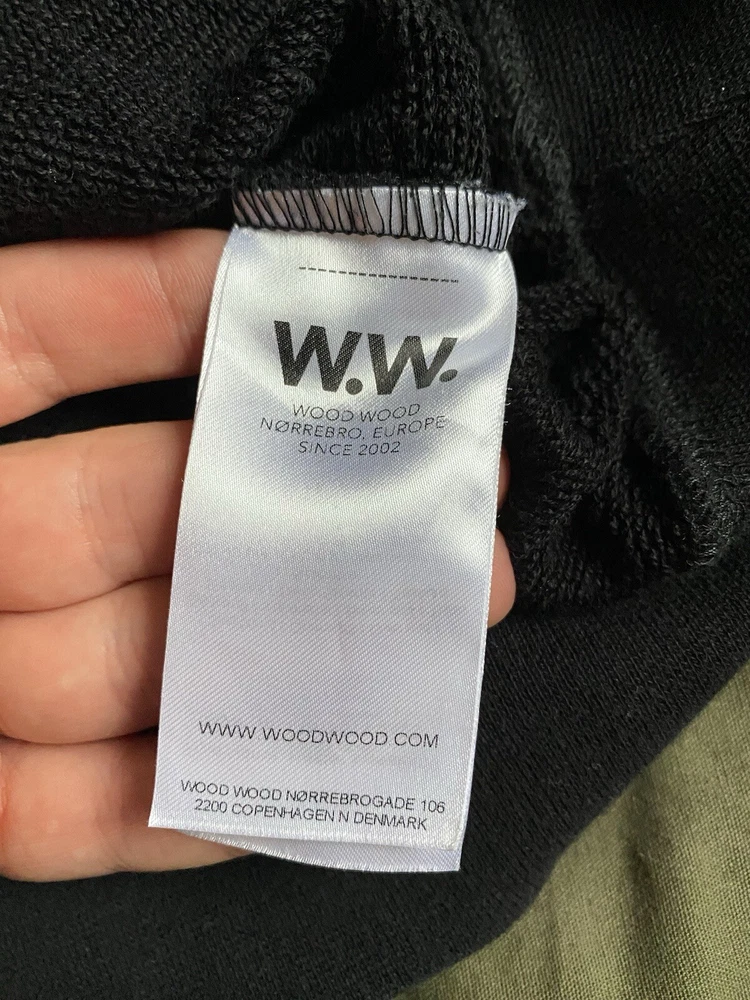 W.W.
WOOD WOOD
NØRREBRO, EUROPE
SINCE 2002
WWW WOODWOOD.COM
WOOD WOOD NØRREBROGADE 106
2200 COPENHAGEN N DENMARK